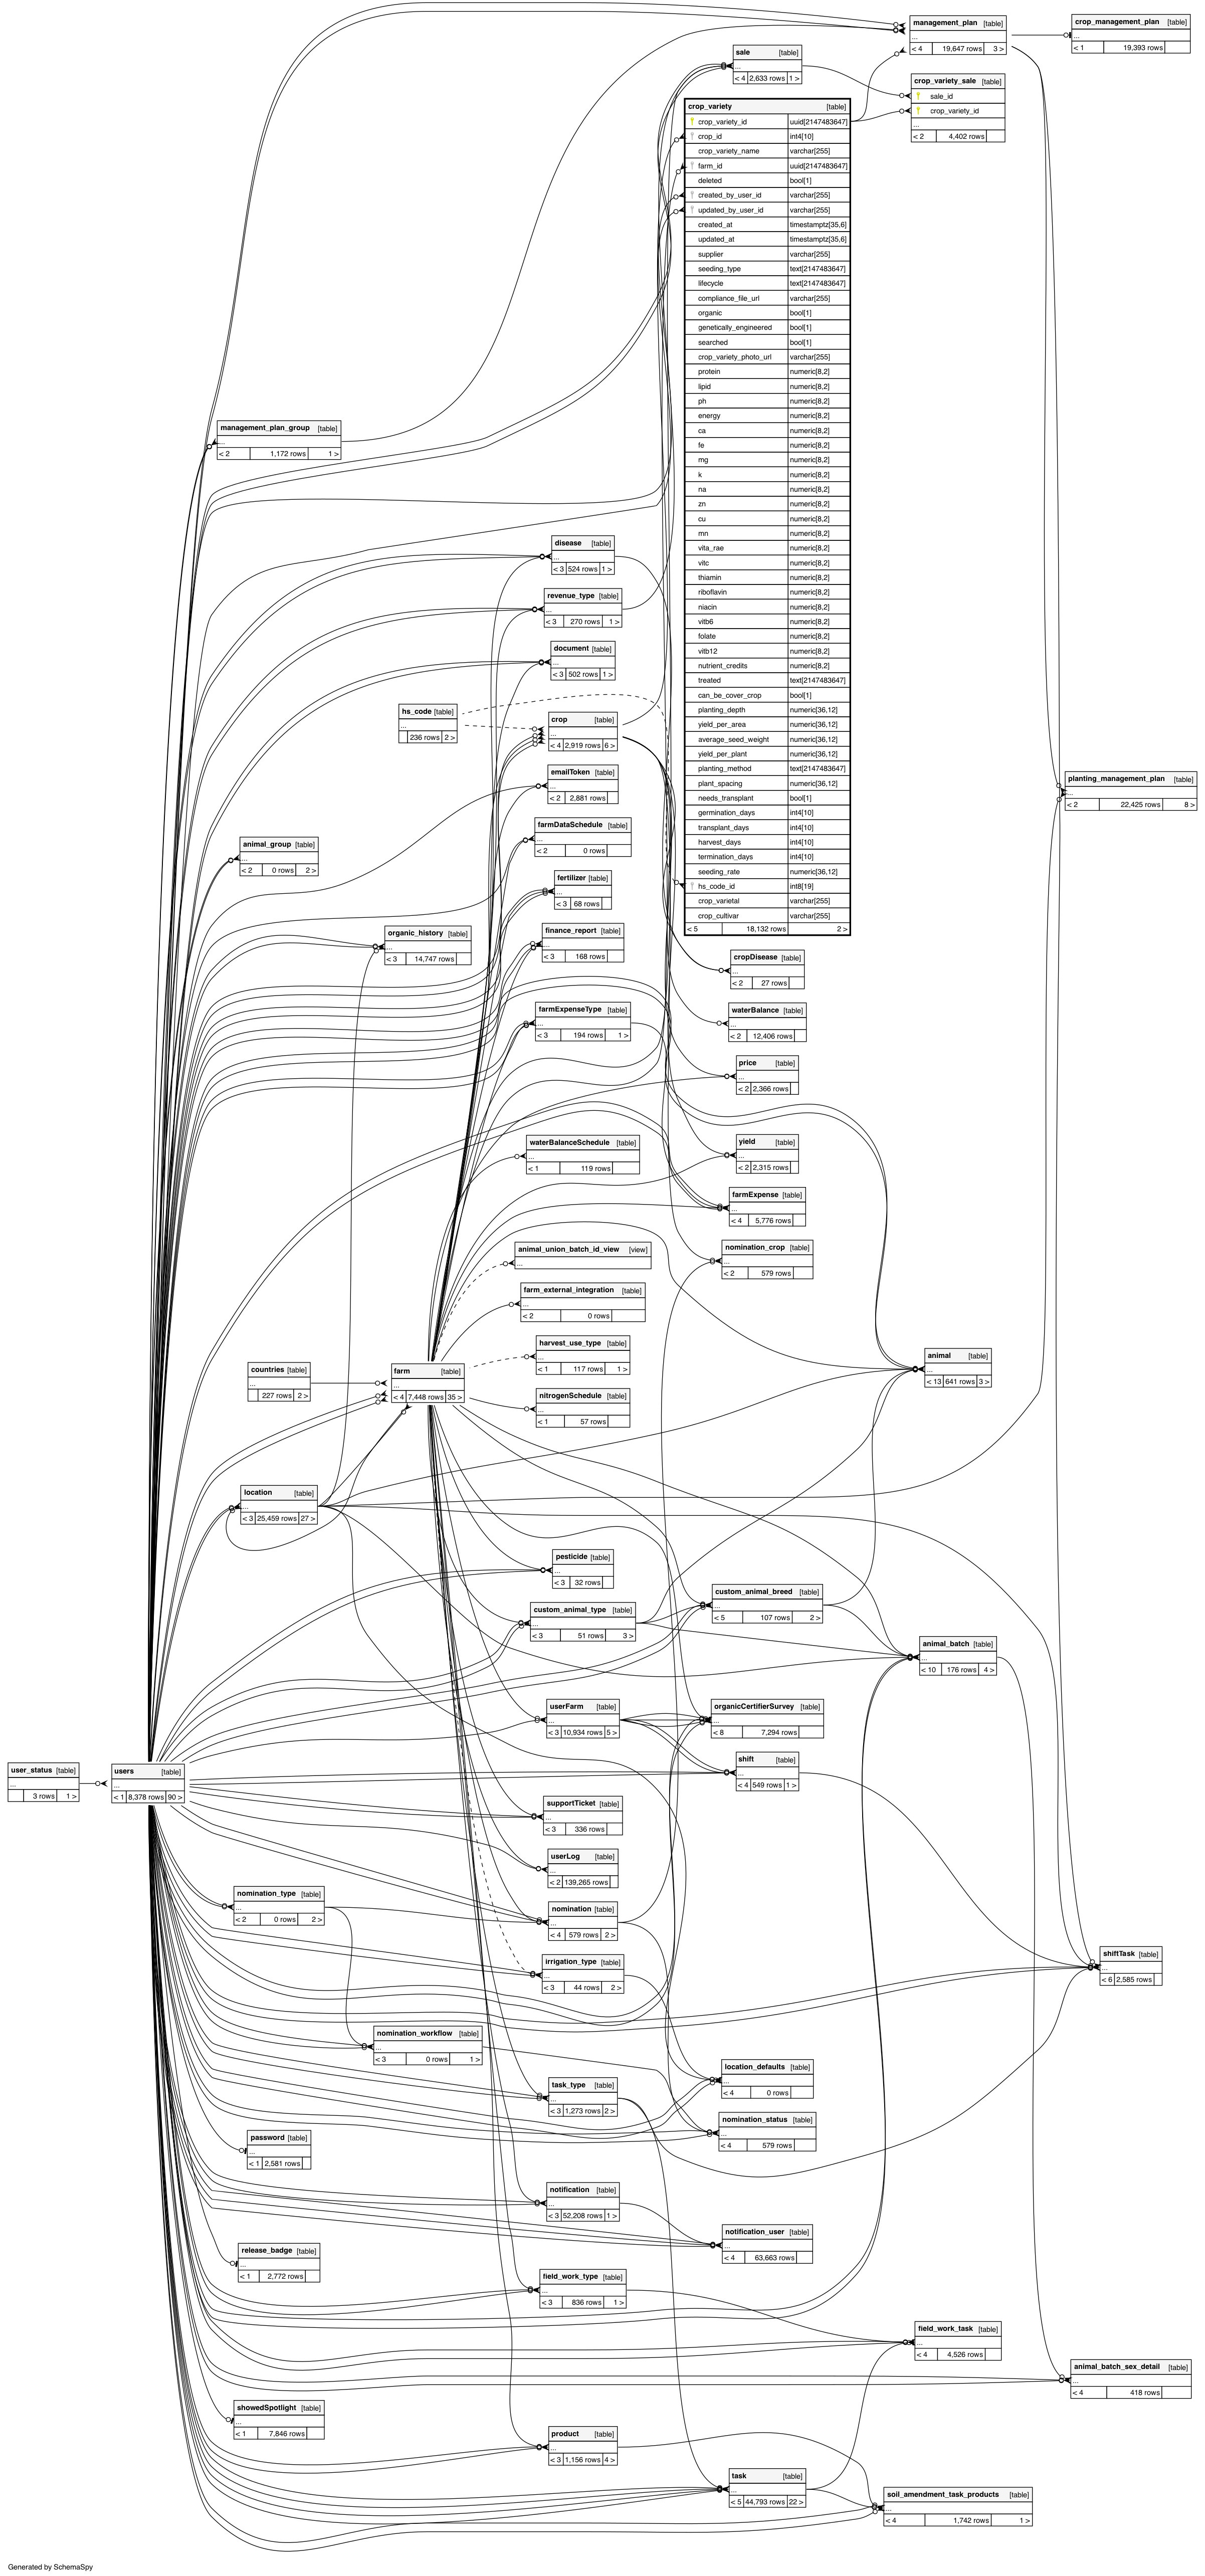 management_plan [table]
...
< 4 19,647 rows 3 >
crop_management_plan [table]
...
< 1 19,393 rows
sale [table]
...
< 4 2,633 rows 1 >
crop_variety_sale [table]
sale_id
crop_variety_id
...
< 2 4,402 rows
crop_variety [table]
crop_variety_id uuid[2147483647]
crop_id int4[10]
crop_variety_name varchar[255]
farm_id uuid[2147483647]
deleted bool[1]
created_by_user_id varchar[255]
updated_by_user_id varchar[255]
created_at timestamptz[35,6]
updated_at timestamptz[35,6]
supplier varchar[255]
seeding_type text[2147483647]
lifecycle text[2147483647]
compliance_file_url varchar[255]
organic bool[1]
genetically_engineered bool[1]
searched bool[1]
crop_variety_photo_url varchar[255]
protein numeric[8,2]
lipid numeric[8,2]
ph numeric[8,2]
energy numeric[8,2]
ca numeric[8,2]
fe numeric[8,2]
mg numeric[8,2]
k numeric[8,2]
na numeric[8,2]
zn numeric[8,2]
cu numeric[8,2]
mn numeric[8,2]
vita_rae numeric[8,2]
vitc numeric[8,2]
thiamin numeric[8,2]
riboflavin numeric[8,2]
niacin numeric[8,2]
vitb6 numeric[8,2]
folate numeric[8,2]
vitb12 numeric[8,2]
nutrient_credits numeric[8,2]
treated text[2147483647]
can_be_cover_crop bool[1]
planting_depth numeric[36,12]
yield_per_area numeric[36,12]
average_seed_weight numeric[36,12]
yield_per_plant numeric[36,12]
planting_method text[2147483647]
plant_spacing numeric[36,12]
needs_transplant bool[1]
germination_days int4[10]
transplant_days int4[10]
harvest_days int4[10]
termination_days int4[10]
seeding_rate numeric[36,12]
hs_code_id int8[19]
crop_varietal varchar[255]
crop_cultivar varchar[255]
< 5 18,132 rows 2 >
management_plan_group [table]
...
< 2 1,172 rows 1 >
disease [table]
...
< 3 524 rows 1 >
revenue_type [table]
...
< 3 270 rows 1 >
document [table]
...
< 3 502 rows 1 >
hs_code [table]
...
236 rows 2 >
crop [table]
...
< 4 2,919 rows 6 >
emailToken [table]
...
< 2 2,881 rows
planting_management_plan [table]
...
< 2 22,425 rows 8 >
farmDataSchedule [table]
...
< 2 0 rows
animal_group [table]
...
< 2 0 rows 2 >
fertilizer [table]
...
< 3 68 rows
organic_history [table]
...
< 3 14,747 rows
finance_report [table]
...
< 3 168 rows
cropDisease [table]
...
< 2 27 rows
farmExpenseType [table]
...
< 3 194 rows 1 >
waterBalance [table]
...
< 2 12,406 rows
price [table]
...
< 2 2,366 rows
waterBalanceSchedule [table]
...
< 1 119 rows
yield [table]
...
< 2 2,315 rows
farmExpense [table]
...
< 4 5,776 rows
animal_union_batch_id_view [view]
...
nomination_crop [table]
...
< 2 579 rows
farm_external_integration [table]
...
< 2 0 rows
harvest_use_type [table]
...
< 1 117 rows 1 >
animal [table]
...
< 13 641 rows 3 >
countries [table]
...
227 rows 2 >
farm [table]
...
< 4 7,448 rows 35 >
nitrogenSchedule [table]
...
< 1 57 rows
location [table]
...
< 3 25,459 rows 27 >
pesticide [table]
...
< 3 32 rows
custom_animal_breed [table]
...
< 5 107 rows 2 >
custom_animal_type [table]
...
< 3 51 rows 3 >
animal_batch [table]
...
< 10 176 rows 4 >
userFarm [table]
...
< 3 10,934 rows 5 >
organicCertifierSurvey [table]
...
< 8 7,294 rows
user_status [table]
...
3 rows 1 >
users [table]
...
< 1 8,378 rows 90 >
shift [table]
...
< 4 549 rows 1 >
supportTicket [table]
...
< 3 336 rows
userLog [table]
...
< 2 139,265 rows
nomination_type [table]
...
< 2 0 rows 2 >
nomination [table]
...
< 4 579 rows 2 >
irrigation_type [table]
...
< 3 44 rows 2 >
shiftTask [table]
...
< 6 2,585 rows
nomination_workflow [table]
...
< 3 0 rows 1 >
location_defaults [table]
...
< 4 0 rows
task_type [table]
...
< 3 1,273 rows 2 >
nomination_status [table]
...
< 4 579 rows
password [table]
...
< 1 2,581 rows
notification [table]
...
< 3 52,208 rows 1 >
notification_user [table]
...
< 4 63,663 rows
release_badge [table]
...
< 1 2,772 rows
field_work_type [table]
...
< 3 836 rows 1 >
field_work_task [table]
...
< 4 4,526 rows
animal_batch_sex_detail [table]
...
< 4 418 rows
showedSpotlight [table]
...
< 1 7,846 rows
product [table]
...
< 3 1,156 rows 4 >
task [table]
...
< 5 44,793 rows 22 >
soil_amendment_task_products [table]
...
< 4 1,742 rows 1 >
Generated by SchemaSpy